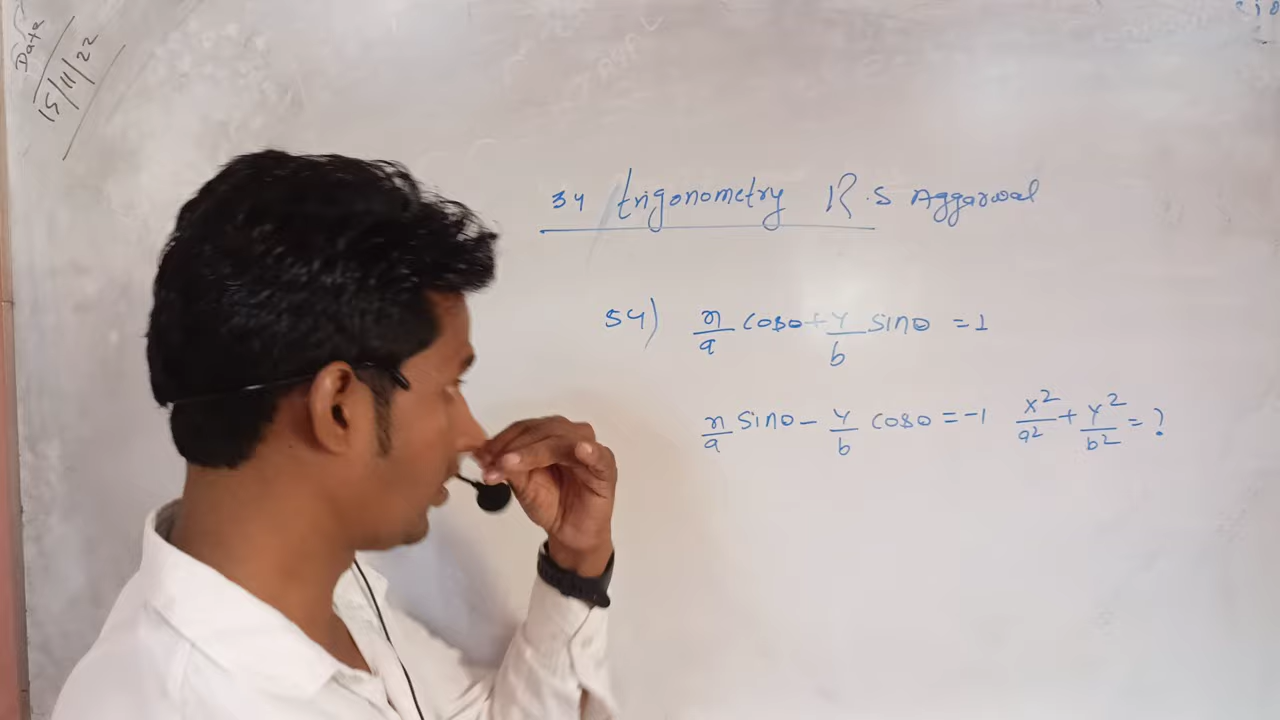 Date
15/11/22
34 trigonometry R.S Aggarwal
54) x/a cosθ + y/b sinθ = 1
x/a sinθ - y/b cosθ = -1 x²/a² + y²/b² = ?